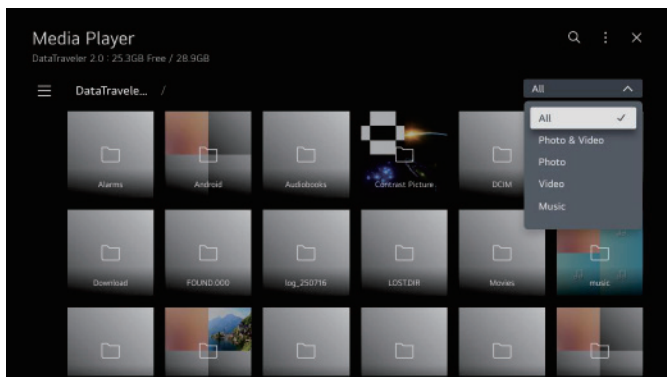 Media Player
DataTraveler 2.0 : 25.3GB Free / 28.9GB
DataTravele... /
All
All
Photo & Video
Photo
Video
Music
Alarms
Android
Audiobooks
Contrast Picture
DCIM
Download
FOUND.000
log_250716
LOST.DIR
Movies
music